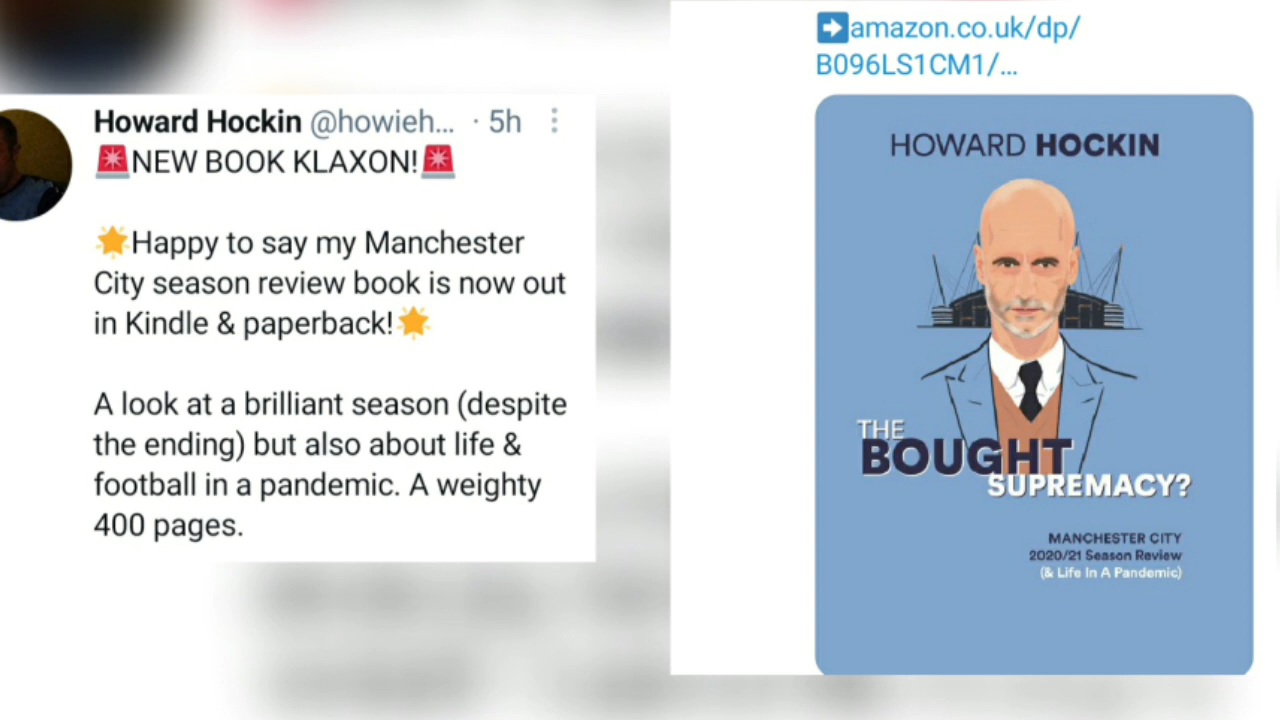 Howard Hockin @howieh... · 5h
🚨NEW BOOK KLAXON!🚨
🌟Happy to say my Manchester
City season review book is now out
in Kindle & paperback!🌟
A look at a brilliant season (despite
the ending) but also about life &
football in a pandemic. A weighty
400 pages.
➡amazon.co.uk/dp/
B096LS1CM1/...
HOWARD HOCKIN
THE
BOUGHT
SUPREMACY?
MANCHESTER CITY
2020/21 Season Review
(& Life In A Pandemic)